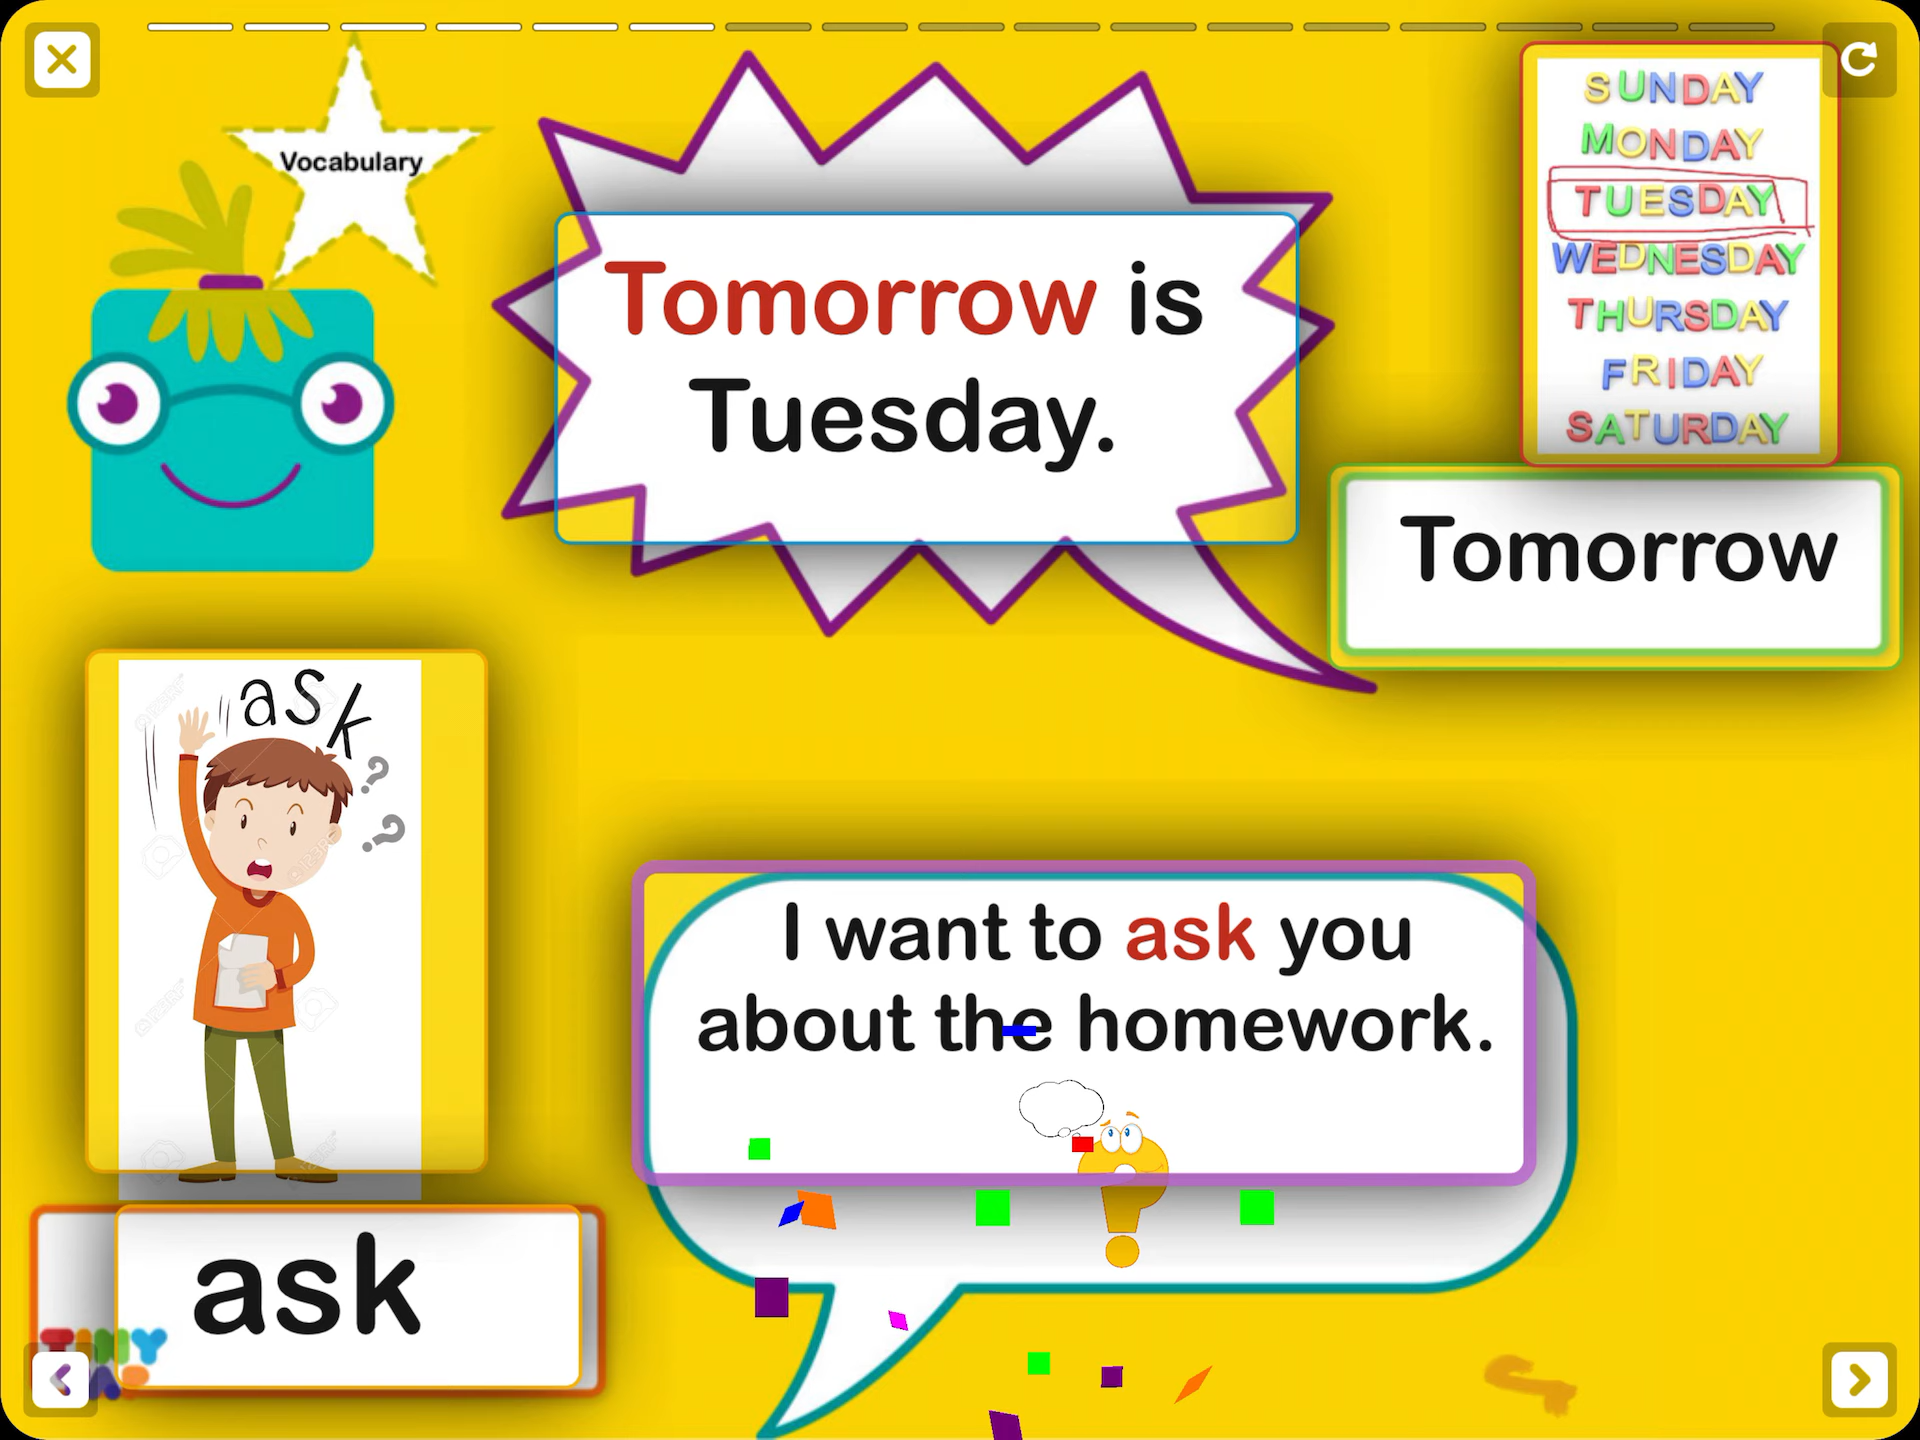 Vocabulary
Tomorrow is
Tuesday.
SUNDAY
MONDAY
TUESDAY
WEDNESDAY
THURSDAY
FRIDAY
SATURDAY
Tomorrow
ask
? 
?
I want to ask you
about the homework.
ask
TINY